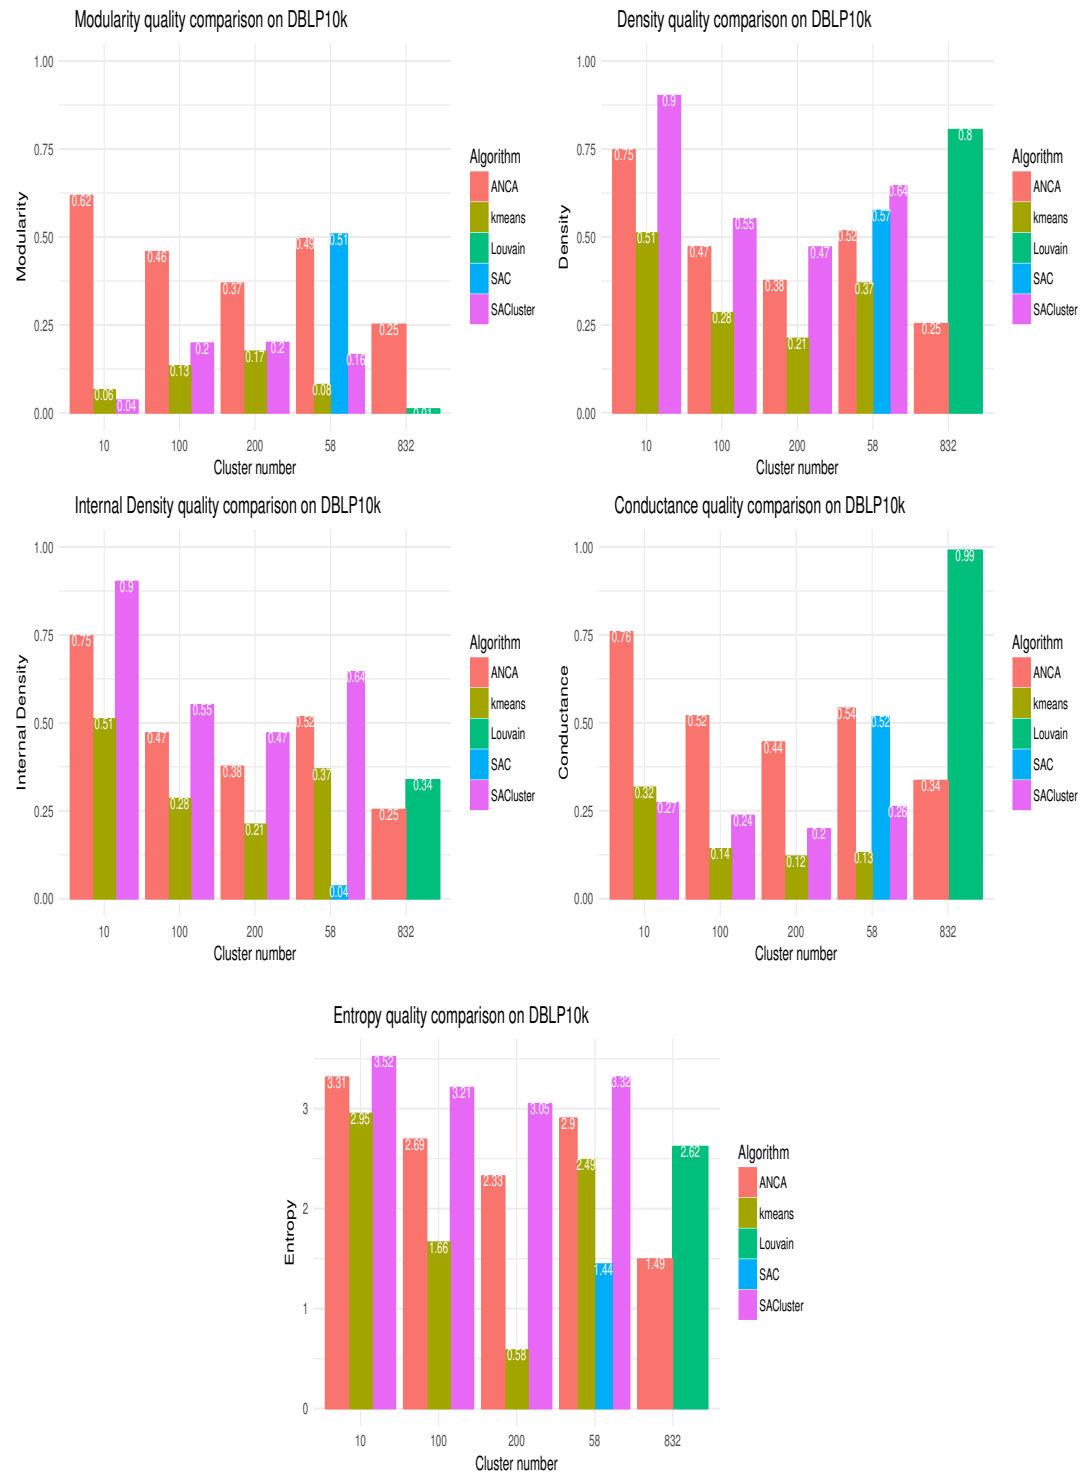 Modularity quality comparison on DBLP10k
1.00
0.75
0.50
0.25
0.00
Modularity
0.62
0.06
0.04
0.46
0.13
0.2
0.37
0.17
0.2
0.49
0.08
0.51
0.16
0.25
0.01
10 100 200 58 832
Cluster number
Algorithm
ANCA
kmeans
Louvain
SAC
SACluster
Density quality comparison on DBLP10k
1.00
0.75
0.50
0.25
0.00
Density
0.75
0.51
0.9
0.47
0.28
0.55
0.38
0.21
0.47
0.52
0.37
0.57
0.64
0.25
0.8
10 100 200 58 832
Cluster number
Algorithm
ANCA
kmeans
Louvain
SAC
SACluster
Internal Density quality comparison on DBLP10k
1.00
0.75
0.50
0.25
0.00
Internal Density
0.75
0.51
0.9
0.47
0.28
0.55
0.38
0.21
0.47
0.52
0.37
0.04
0.64
0.25
0.34
10 100 200 58 832
Cluster number
Algorithm
ANCA
kmeans
Louvain
SAC
SACluster
Conductance quality comparison on DBLP10k
1.00
0.75
0.50
0.25
0.00
Conductance
0.76
0.32
0.27
0.52
0.14
0.24
0.44
0.12
0.2
0.54
0.13
0.52
0.26
0.34
0.99
10 100 200 58 832
Cluster number
Algorithm
ANCA
kmeans
Louvain
SAC
SACluster
Entropy quality comparison on DBLP10k
3
2
1
0
Entropy
3.31
2.95
3.52
2.69
1.66
3.21
2.33
0.58
3.05
2.9
2.49
1.44
3.32
1.49
2.62
10 100 200 58 832
Cluster number
Algorithm
ANCA
kmeans
Louvain
SAC
SACluster